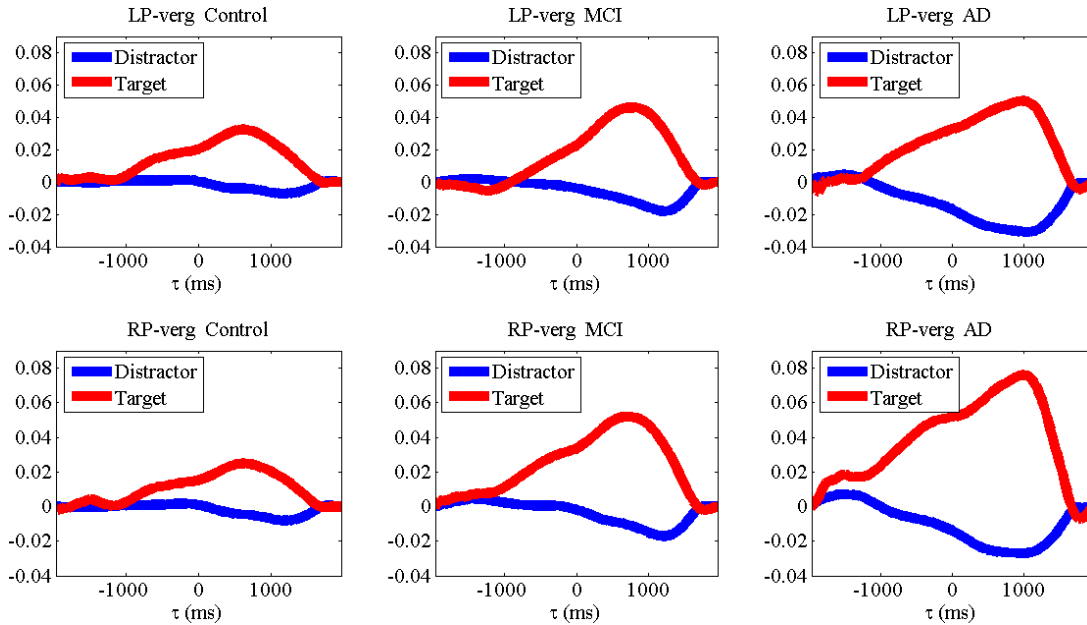 LP-verg Control
LP-verg MCI
LP-verg AD
0.08
0.06
0.04
0.02
0
-0.02
-0.04
Distractor
Target
-1000 0 1000
τ (ms)
0.08
0.06
0.04
0.02
0
-0.02
-0.04
Distractor
Target
-1000 0 1000
τ (ms)
0.08
0.06
0.04
0.02
0
-0.02
-0.04
Distractor
Target
-1000 0 1000
τ (ms)
RP-verg Control
RP-verg MCI
RP-verg AD
0.08
0.06
0.04
0.02
0
-0.02
-0.04
Distractor
Target
-1000 0 1000
τ (ms)
0.08
0.06
0.04
0.02
0
-0.02
-0.04
Distractor
Target
-1000 0 1000
τ (ms)
0.08
0.06
0.04
0.02
0
-0.02
-0.04
Distractor
Target
-1000 0 1000
τ (ms)